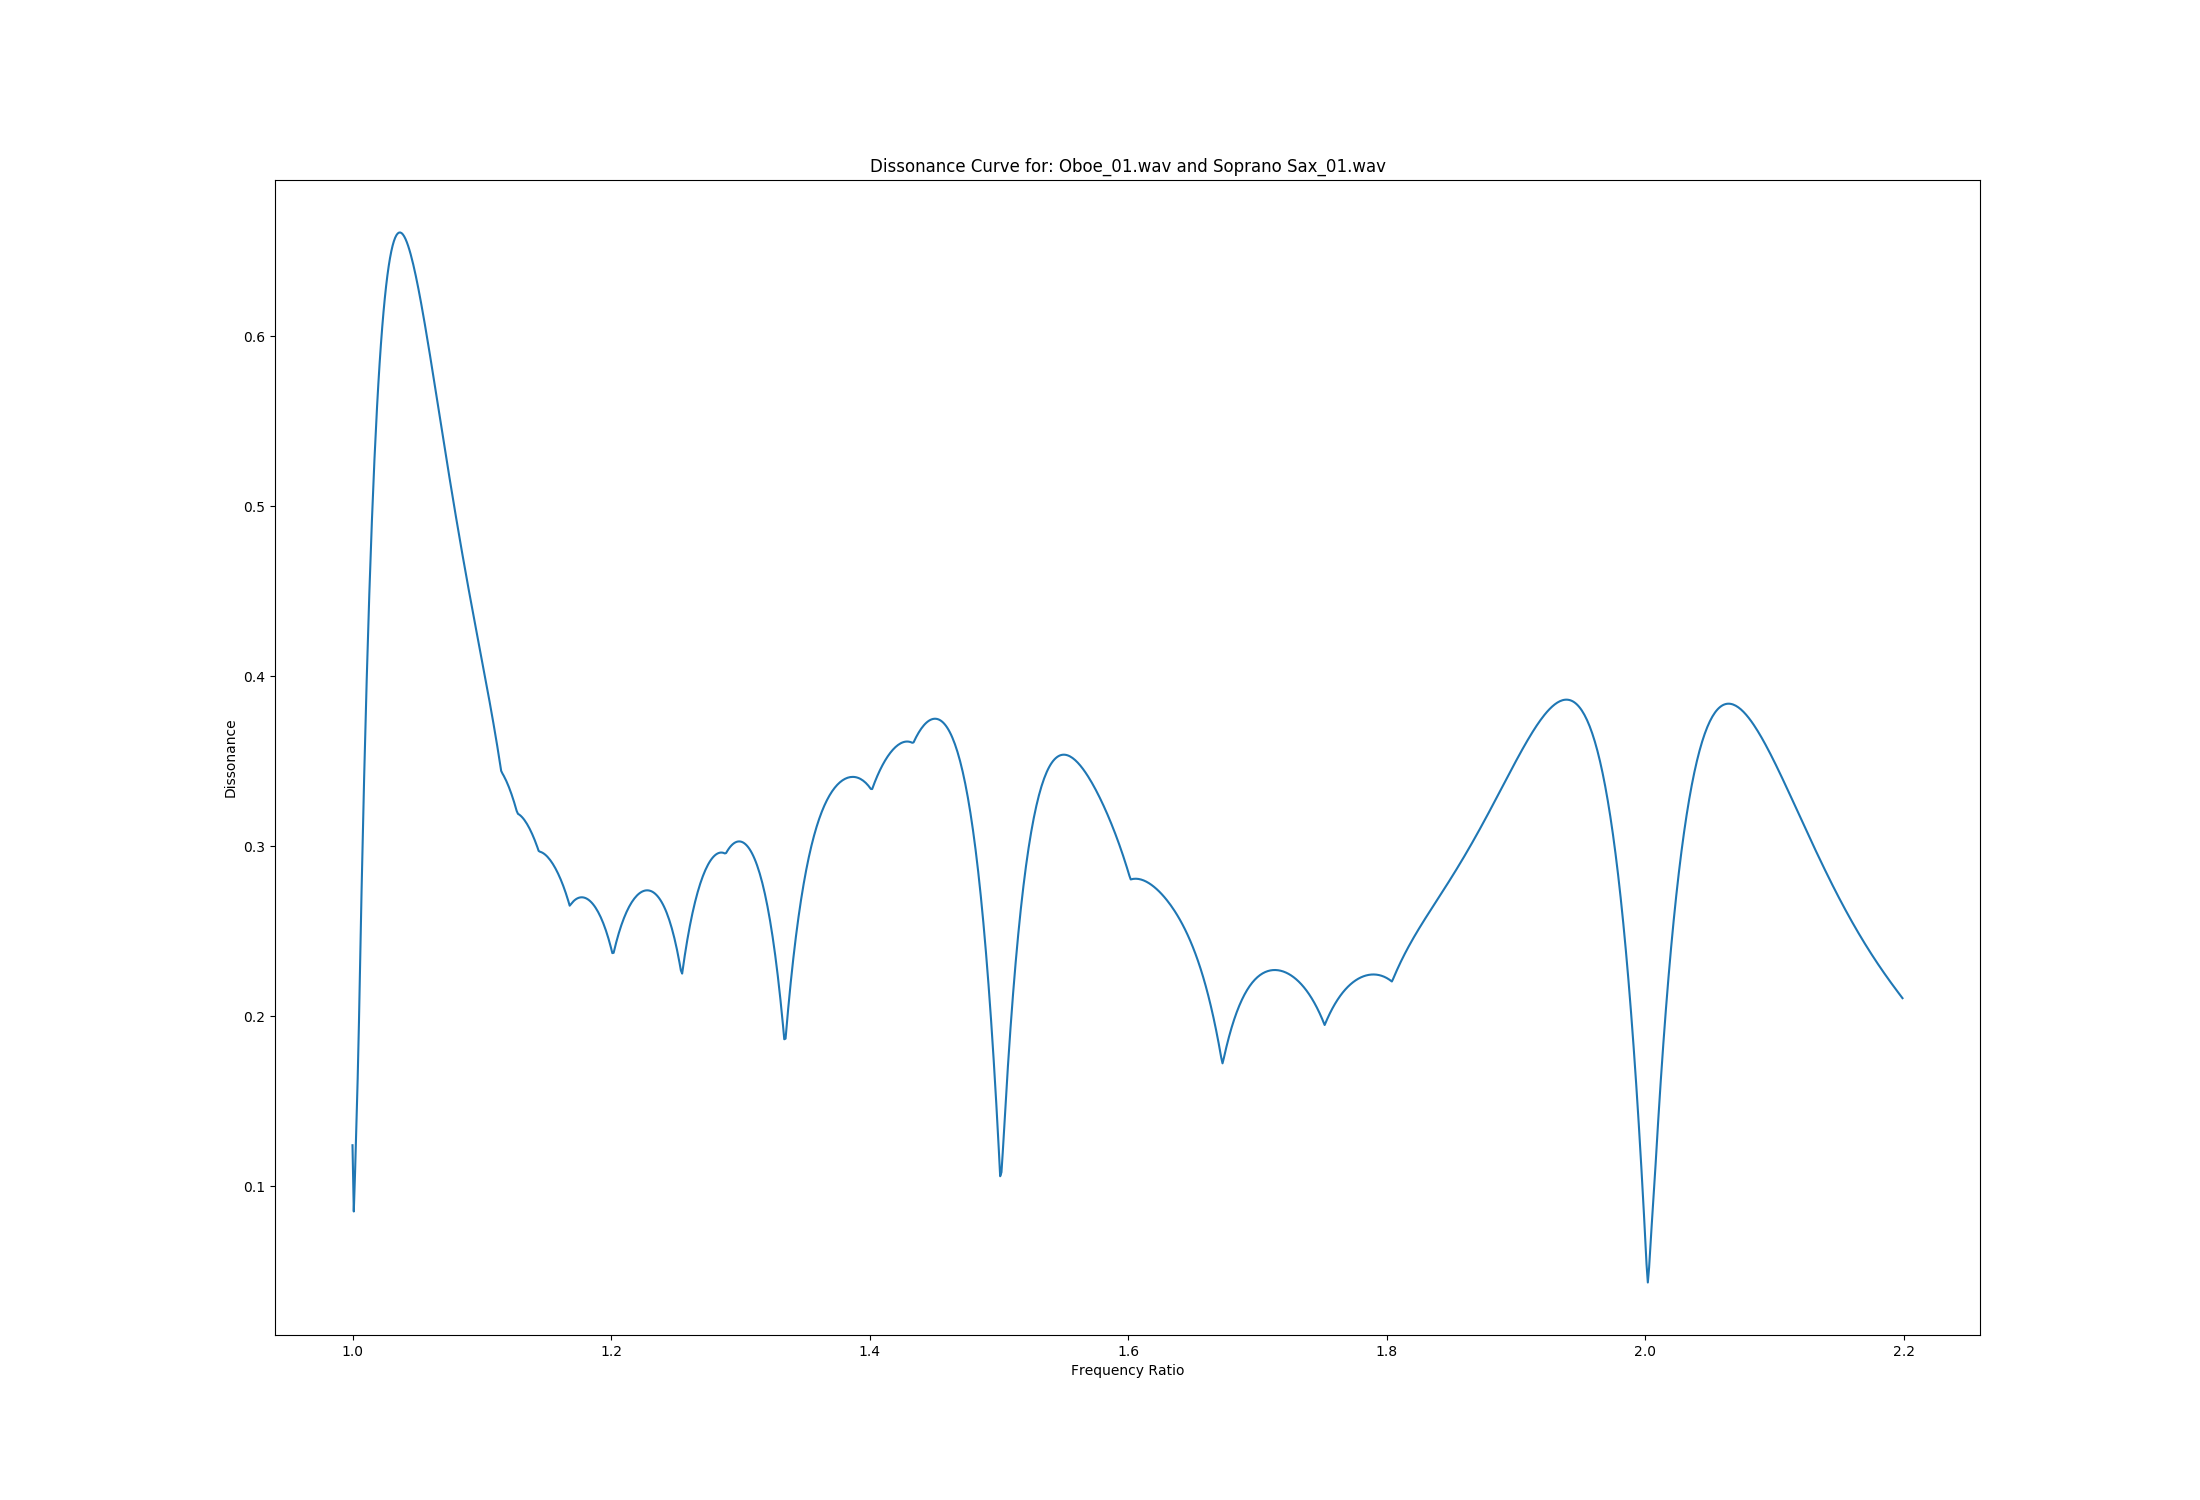 Dissonance Curve for: Oboe_01.wav and Soprano Sax_01.wav
0.6
0.5
0.4
0.3
0.2
0.1
Dissonance
1.0 1.2 1.4 1.6 1.8 2.0 2.2
Frequency Ratio